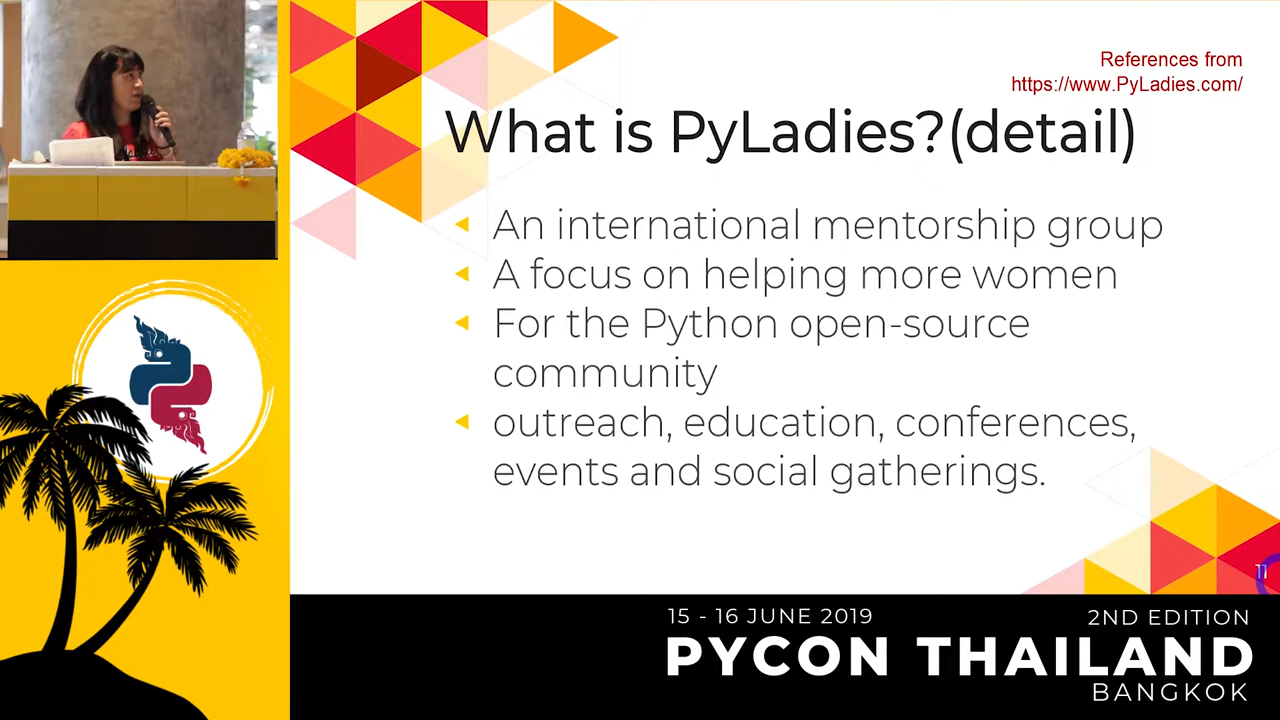 References from
https://www.PyLadies.com/
What is PyLadies?(detail)
An international mentorship group
A focus on helping more women
For the Python open-source
community
outreach, education, conferences,
events and social gatherings.
11
15 - 16 JUNE 2019
2ND EDITION
PYCON THAILAND
BANGKOK